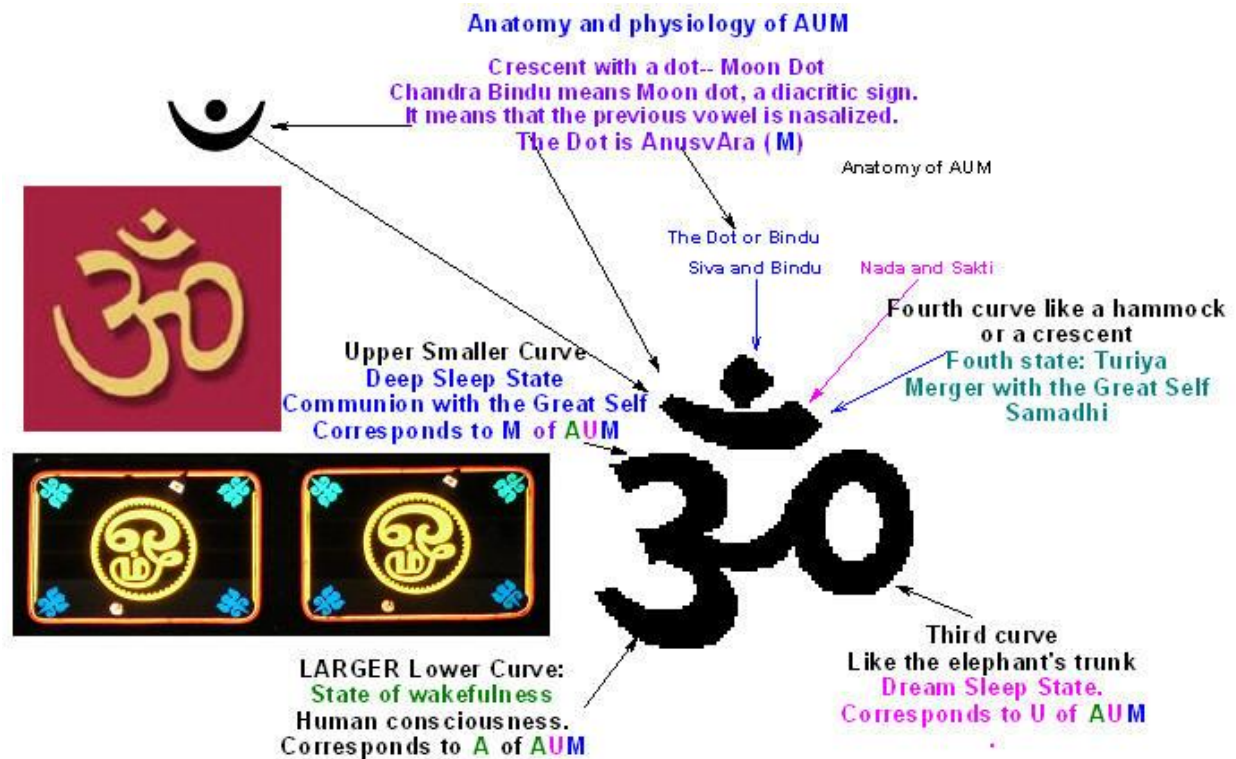 Anatomy and physiology of AUM
Crescent with a dot-- Moon Dot
Chandra Bindu means Moon dot, a diacritic sign.
It means that the previous vowel is nasalized.
The Dot is AnusvAra (M)
Anatomy of AUM
The Dot or Bindu
Siva and Bindu
Nada and Sakti
Fourth curve like a hammock
or a crescent
Fouth state: Turiya
Merger with the Great Self
Samadhi
Upper Smaller Curve
Deep Sleep State
Communion with the Great Self
Corresponds to M of AUM
ॐ
ॐ
ஓம்
ஓம்
LARGER Lower Curve:
State of wakefulness
Human consciousness.
Corresponds to A of AUM
Third curve
Like the elephant's trunk
Dream Sleep State.
Corresponds to U of AUM
.